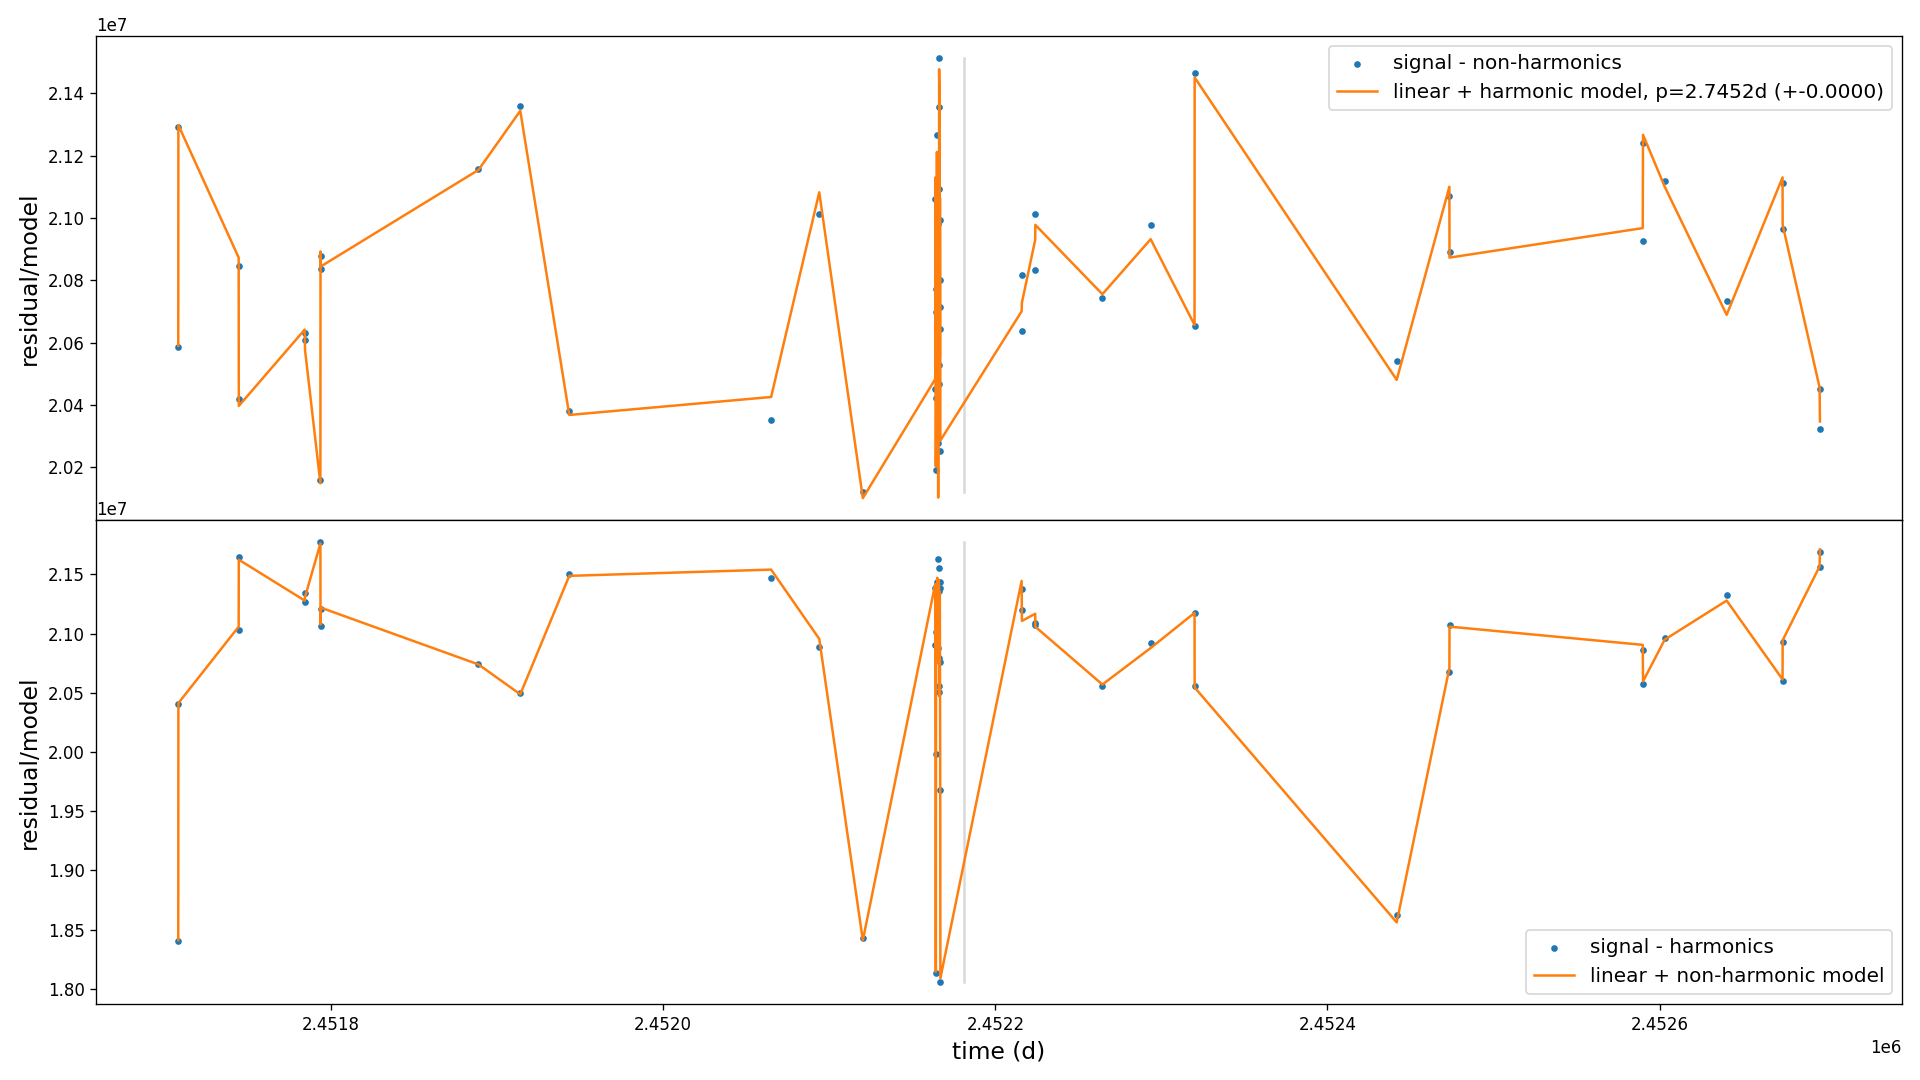 1e7
2.14
2.12
2.10
2.08
2.06
2.04
2.02
residual/model
signal - non-harmonics
linear + harmonic model, p=2.7452d (+-0.0000)
1e7
2.15
2.10
2.05
2.00
1.95
1.90
1.85
1.80
residual/model
signal - harmonics
linear + non-harmonic model
2.4518
2.4520
2.4522
2.4524
2.4526
time (d)
1e6